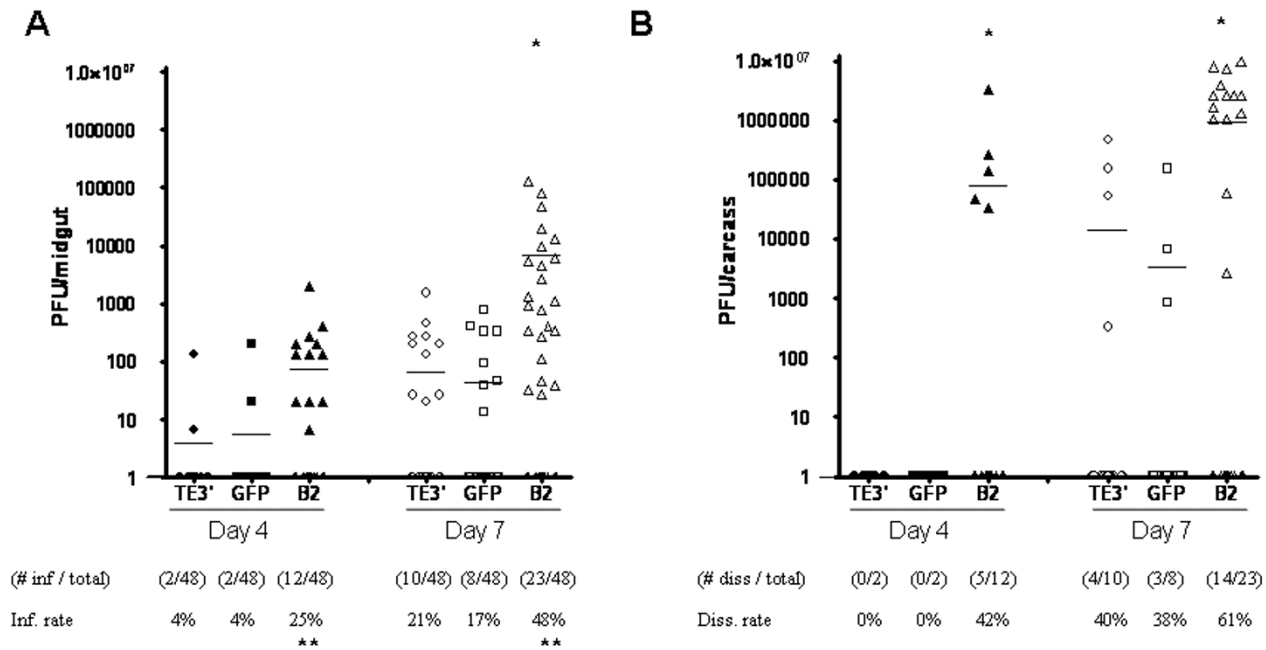 A
*
1.0×10^07
1000000
100000
10000
1000
100
10
1
PFU/midgut
TE3' GFP B2 TE3' GFP B2
Day 4 Day 7
(# inf / total) (2/48) (2/48) (12/48) (10/48) (8/48) (23/48)
Inf. rate 4% 4% 25% 21% 17% 48%
** **
B
* *
1.0×10^07
1000000
100000
10000
1000
100
10
1
PFU/carcass
TE3' GFP B2 TE3' GFP B2
Day 4 Day 7
(# diss / total) (0/2) (0/2) (5/12) (4/10) (3/8) (14/23)
Diss. rate 0% 0% 42% 40% 38% 61%